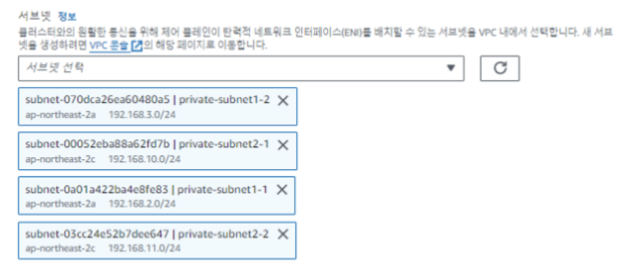 서브넷 정보
클러스터와의 원활한 통신을 위해 제어 플레인이 탄력적 네트워크 인터페이스(ENI)를 배치할 수 있는 서브넷을 VPC 내에서 선택합니다. 새 서브
넷을 생성하려면 VPC 콘솔의 해당 페이지로 이동합니다.
서브넷 선택
subnet-070dca26ea60480a5 | private-subnet1-2
ap-northeast-2a 192.168.3.0/24
subnet-00052eba88a62fd7b | private-subnet2-1
ap-northeast-2c 192.168.10.0/24
subnet-0a01a422ba4e8fe83 | private-subnet1-1
ap-northeast-2a 192.168.2.0/24
subnet-03cc24e52b7dee647 | private-subnet2-2
ap-northeast-2c 192.168.11.0/24